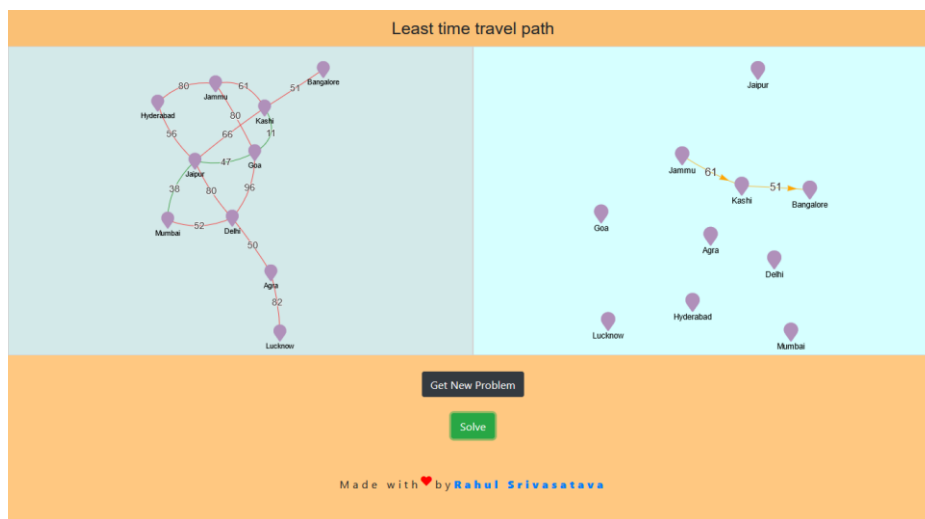 Least time travel path
Bangalore
80
Jammu
61
51
Hyderabad
80
Kashi
56
66
11
Goa
47
Jaipur
38
80
96
Mumbai
52
Delhi
50
Agra
82
Lucknow
Jaipur
Jammu
61
Kashi
51
Bangalore
Goa
Agra
Delhi
Hyderabad
Lucknow
Mumbai
Get New Problem
Solve
Made with by Rahul Srivasatava